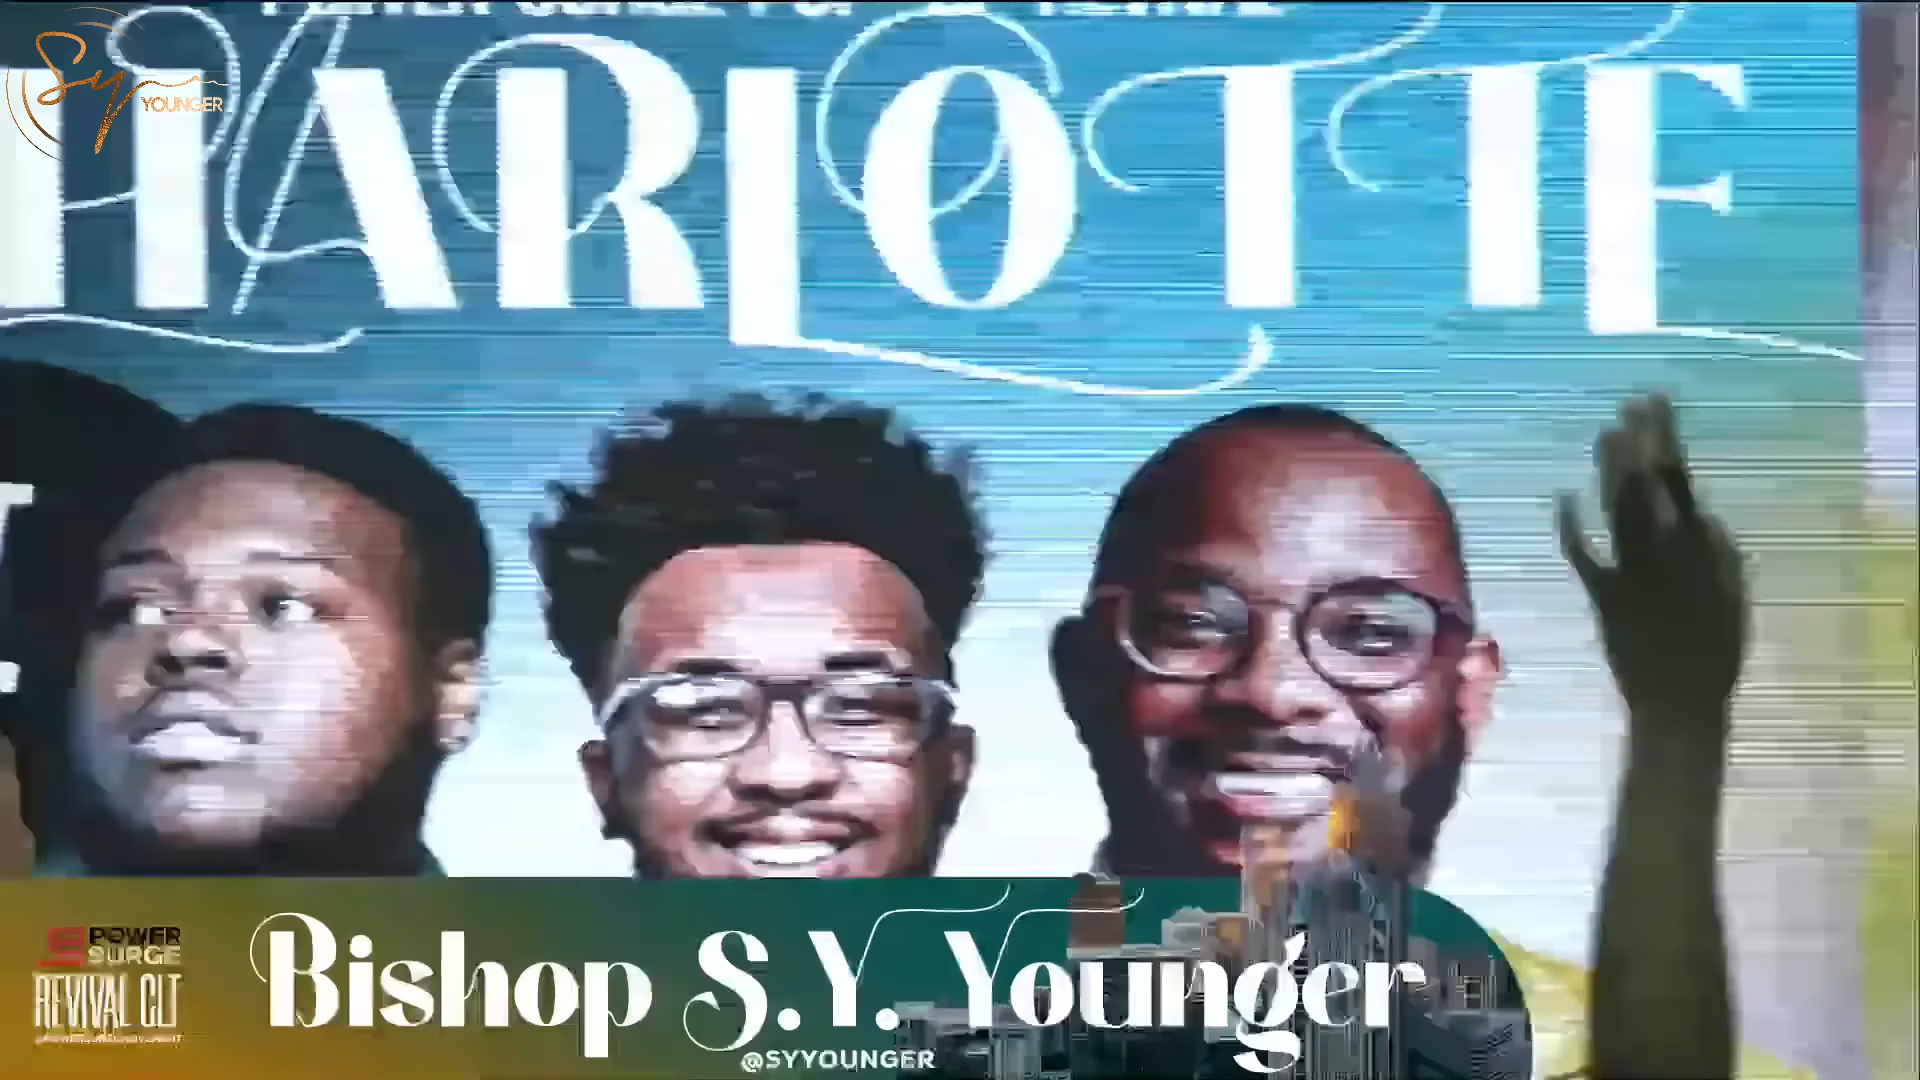 HARLOTTE
Sy
YOUNGER
POWER
SURGE
REVIVAL CLT
Bishop S.Y. Younger
@SYYOUNGER